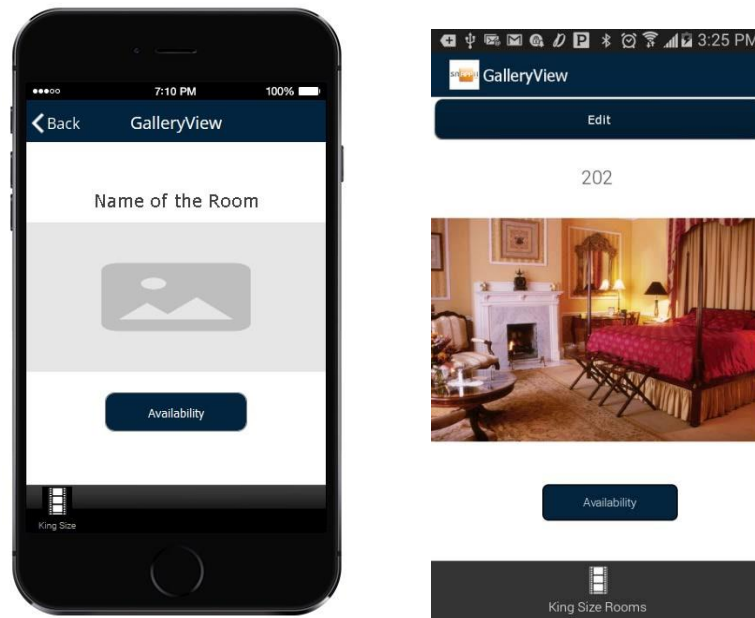 7:10 PM
100%
Back
GalleryView
Name of the Room
Availability
King Size
3:25 PM
GalleryView
Edit
202
Availability
King Size Rooms